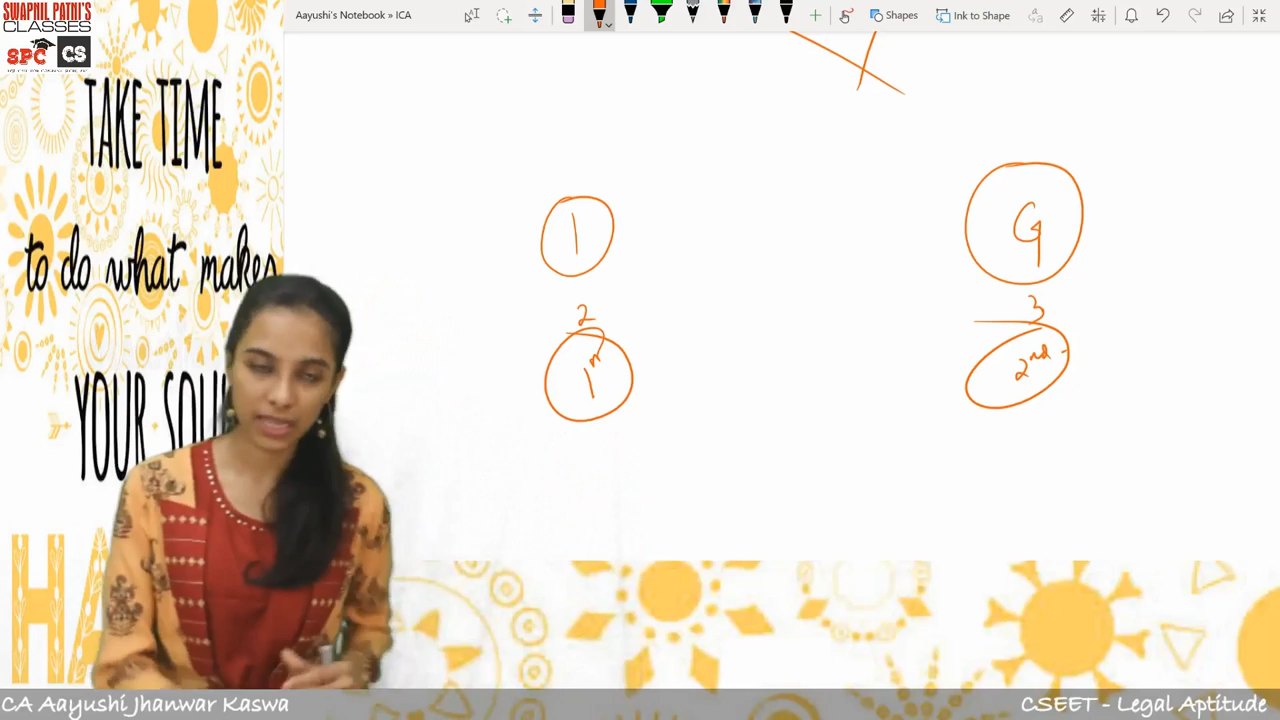 SWAPNIL PATNI'S
CLASSES
SPC CS
Aayushi's Notebook » ICA
Shapes
Ink to Shape
TAKE TIME
to do what makes
YOUR SOUL
HA
1
G
2
3
1st
2nd
CA Aayushi Jhanwar Kaswa
CSEET - Legal Aptitude